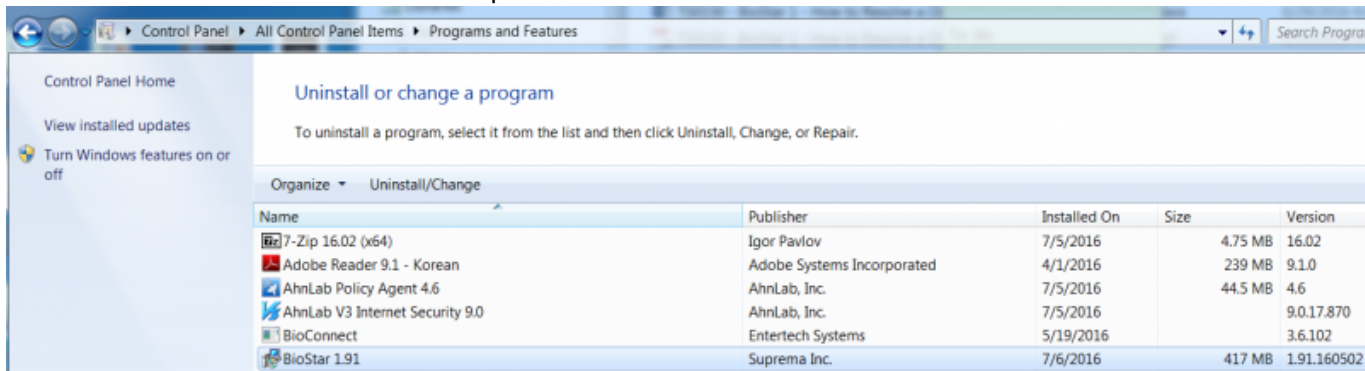 Control Panel ▸ All Control Panel Items ▸ Programs and Features
Search Progra
Control Panel Home
View installed updates
Turn Windows features on or
off
Uninstall or change a program
To uninstall a program, select it from the list and then click Uninstall, Change, or Repair.
Organize ▾ Uninstall/Change
Name Publisher Installed On Size Version
7-Zip 16.02 (x64) Igor Pavlov 7/5/2016 4.75 MB 16.02
Adobe Reader 9.1 - Korean Adobe Systems Incorporated 4/1/2016 239 MB 9.1.0
AhnLab Policy Agent 4.6 AhnLab, Inc. 7/5/2016 44.5 MB 4.6
AhnLab V3 Internet Security 9.0 AhnLab, Inc. 7/5/2016 9.0.17.870
BioConnect Entertech Systems 5/19/2016 3.6.102
BioStar 1.91 Suprema Inc. 7/6/2016 417 MB 1.91.160502